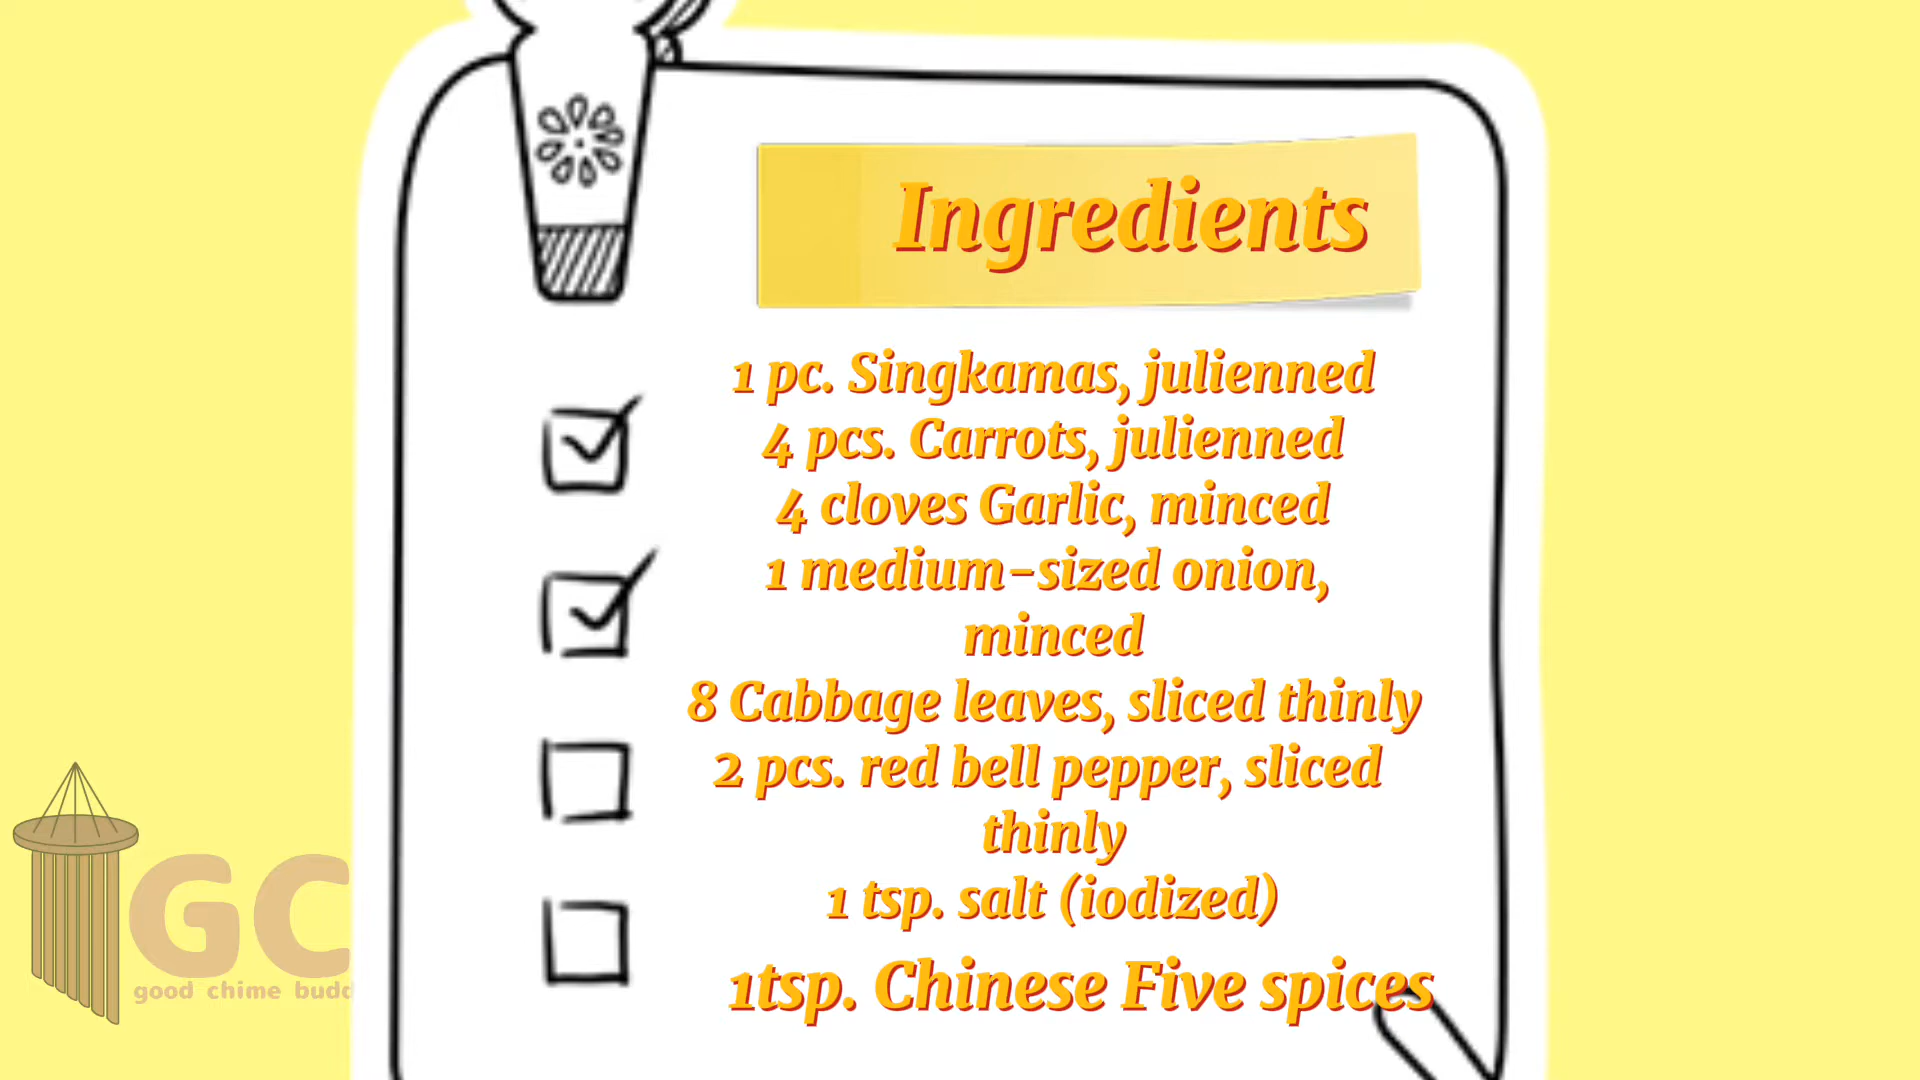 Ingredients
1 pc. Singkamas, julienned
4 pcs. Carrots, julienned
4 cloves Garlic, minced
1 medium-sized onion,
minced
8 Cabbage leaves, sliced thinly
2 pcs. red bell pepper, sliced
thinly
1 tsp. salt (iodized)
1tsp. Chinese Five spices
GC
good chime budd